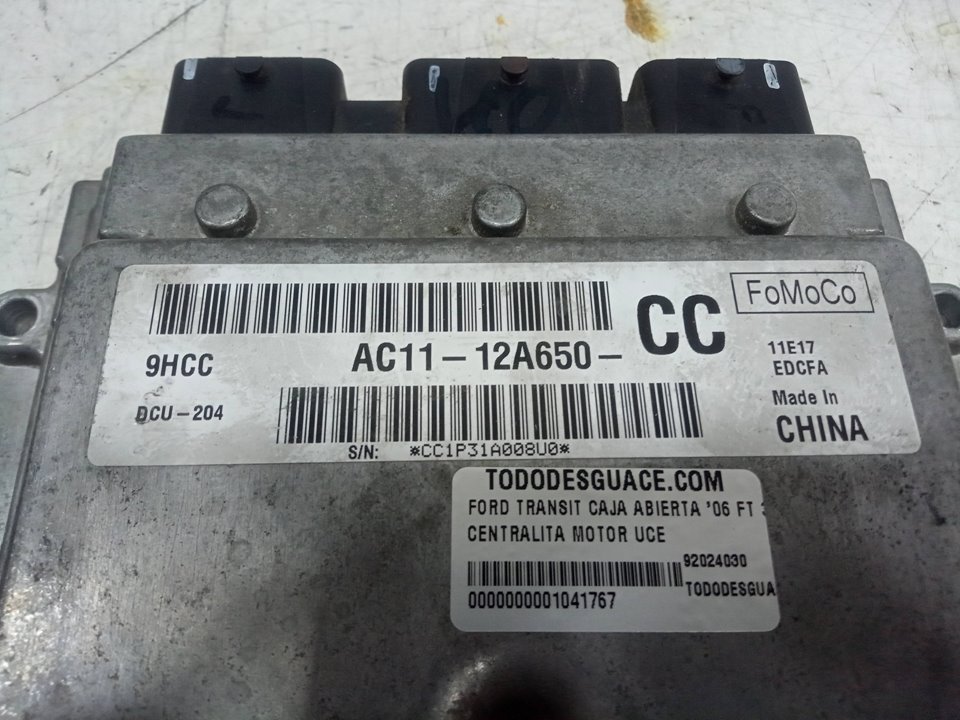 FoMoCo
9HCC
AC11-12A650-CC
11E17
EDCFA
DCU-204
Made In
CHINA
S/N: *CC1P31A008U0*
TODODESGUACE.COM
FORD TRANSIT CAJA ABIERTA '06 FT
CENTRALITA MOTOR UCE
92024030
TODODESGUA
0000000001041767